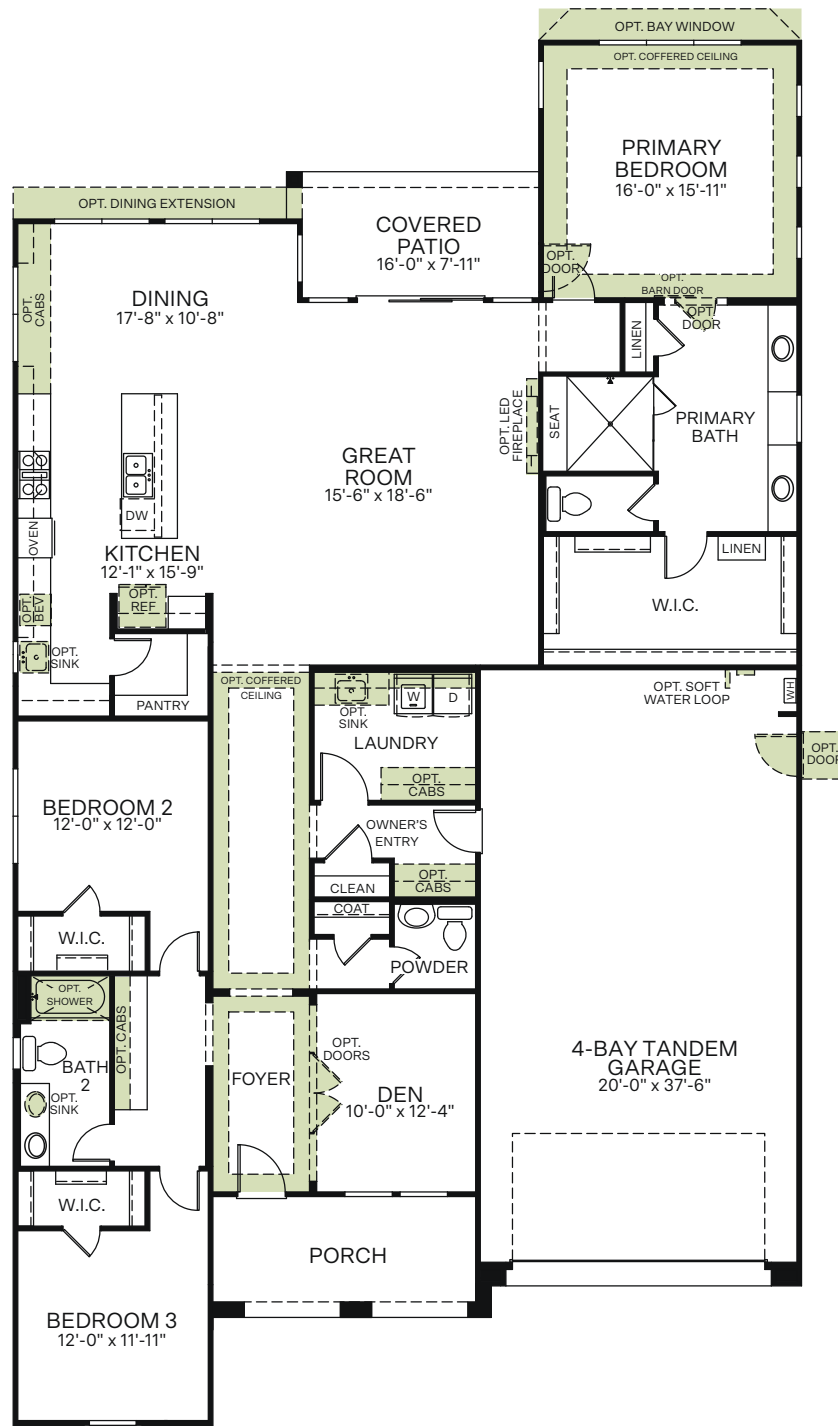 OPT. BAY WINDOW
OPT. COFFERED CEILING
PRIMARY
BEDROOM
16'-0" x 15'-11"
OPT.
DOOR
OPT.
BARN DOOR
OPT.
DOOR
OPT. DINING EXTENSION
COVERED
PATIO
16'-0" x 7'-11"
OPT.
CABS
DINING
17'-8" x 10'-8"
LINEN
OPT. LED
FIREPLACE
SEAT
PRIMARY
BATH
GREAT
ROOM
15'-6" x 18'-6"
DW
OVEN
KITCHEN
12'-1" x 15'-9"
OPT.
REF
OPT.
BEV.
OPT.
SINK
PANTRY
LINEN
W.I.C.
OPT. COFFERED
CEILING
OPT.
SINK
W
D
LAUNDRY
OPT.
CABS
OPT. SOFT
WATER LOOP
WH
OPT.
DOOR
BEDROOM 2
12'-0" x 12'-0"
OWNER'S
ENTRY
CLEAN
OPT.
CABS
COAT
POWDER
W.I.C.
OPT.
SHOWER
OPT. CABS
BATH
2
OPT.
SINK
FOYER
OPT.
DOORS
DEN
10'-0" x 12'-4"
4-BAY TANDEM
GARAGE
20'-0" x 37'-6"
W.I.C.
PORCH
BEDROOM 3
12'-0" x 11'-11"